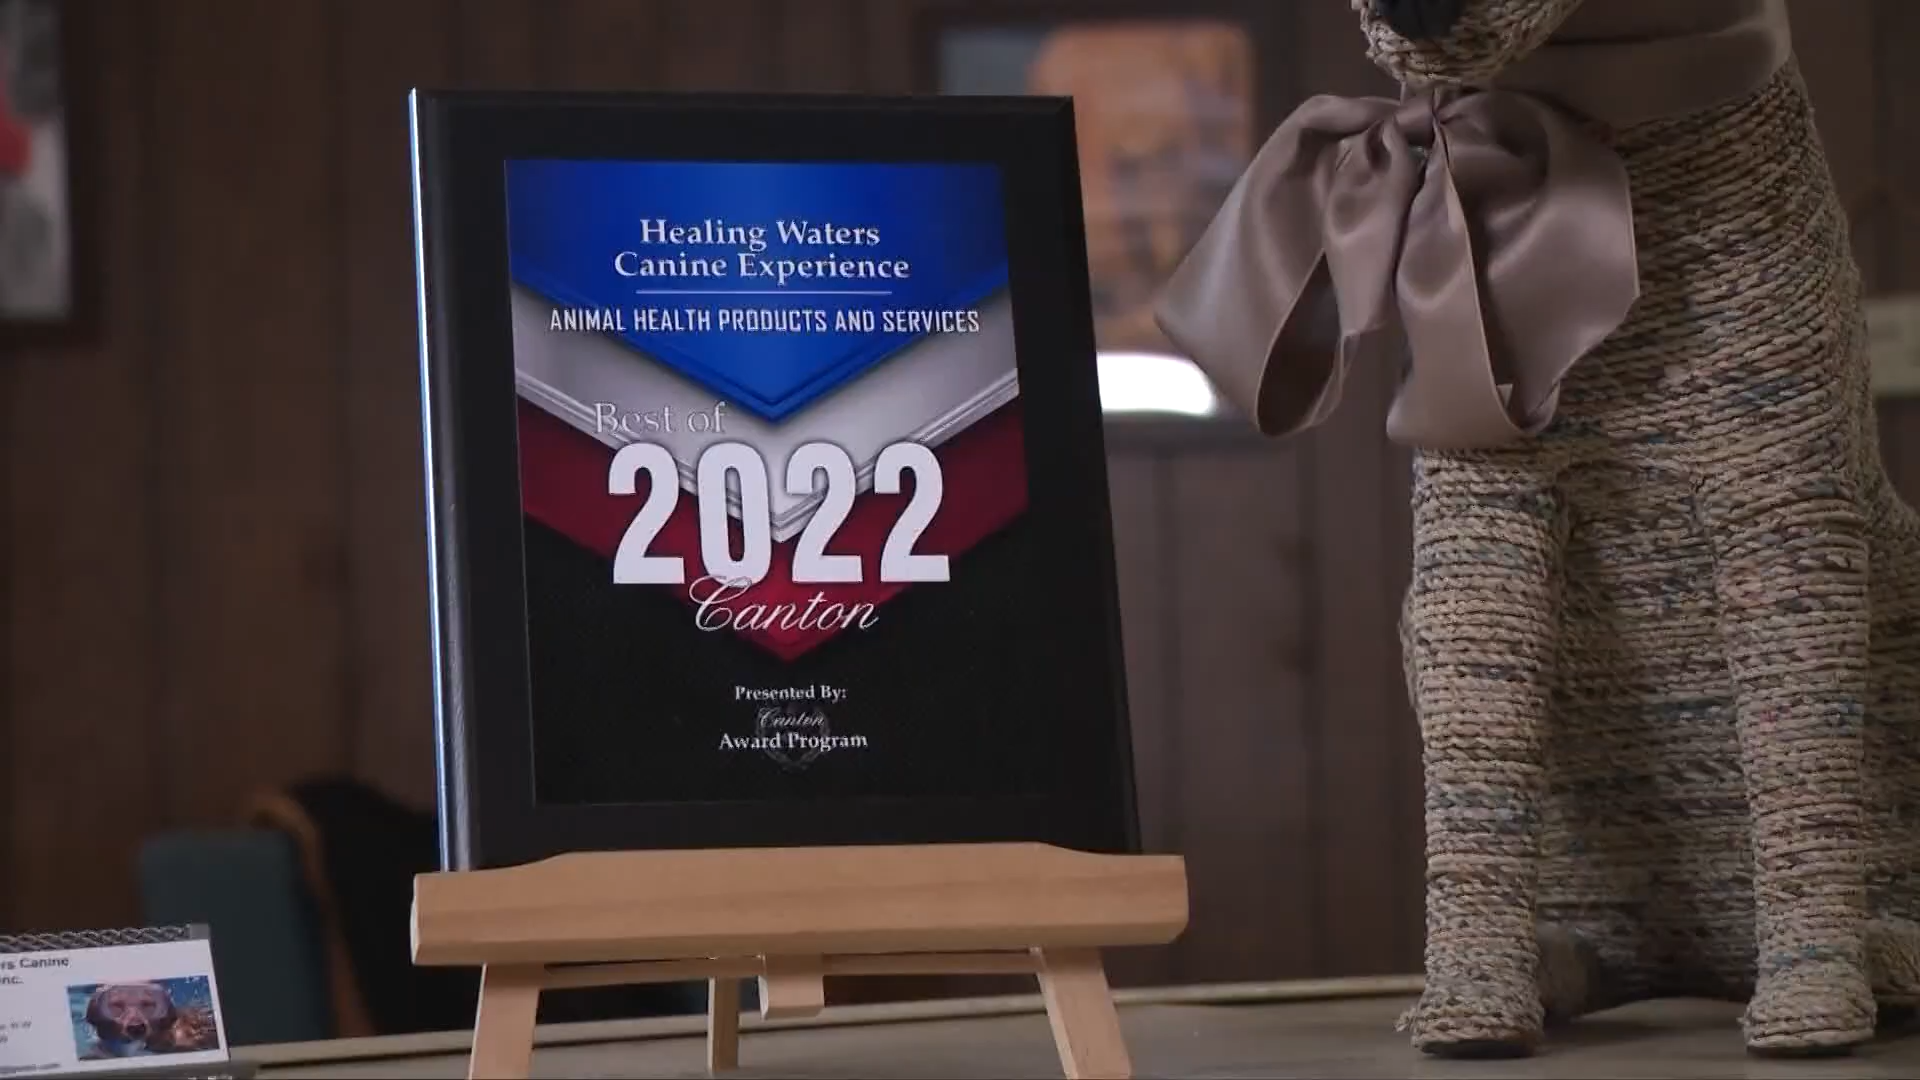 Healing Waters
Canine Experience
ANIMAL HEALTH PRODUCTS AND SERVICES
Best of
2022
Canton
Presented By:
Canton
Award Program
rs Canine
nc.